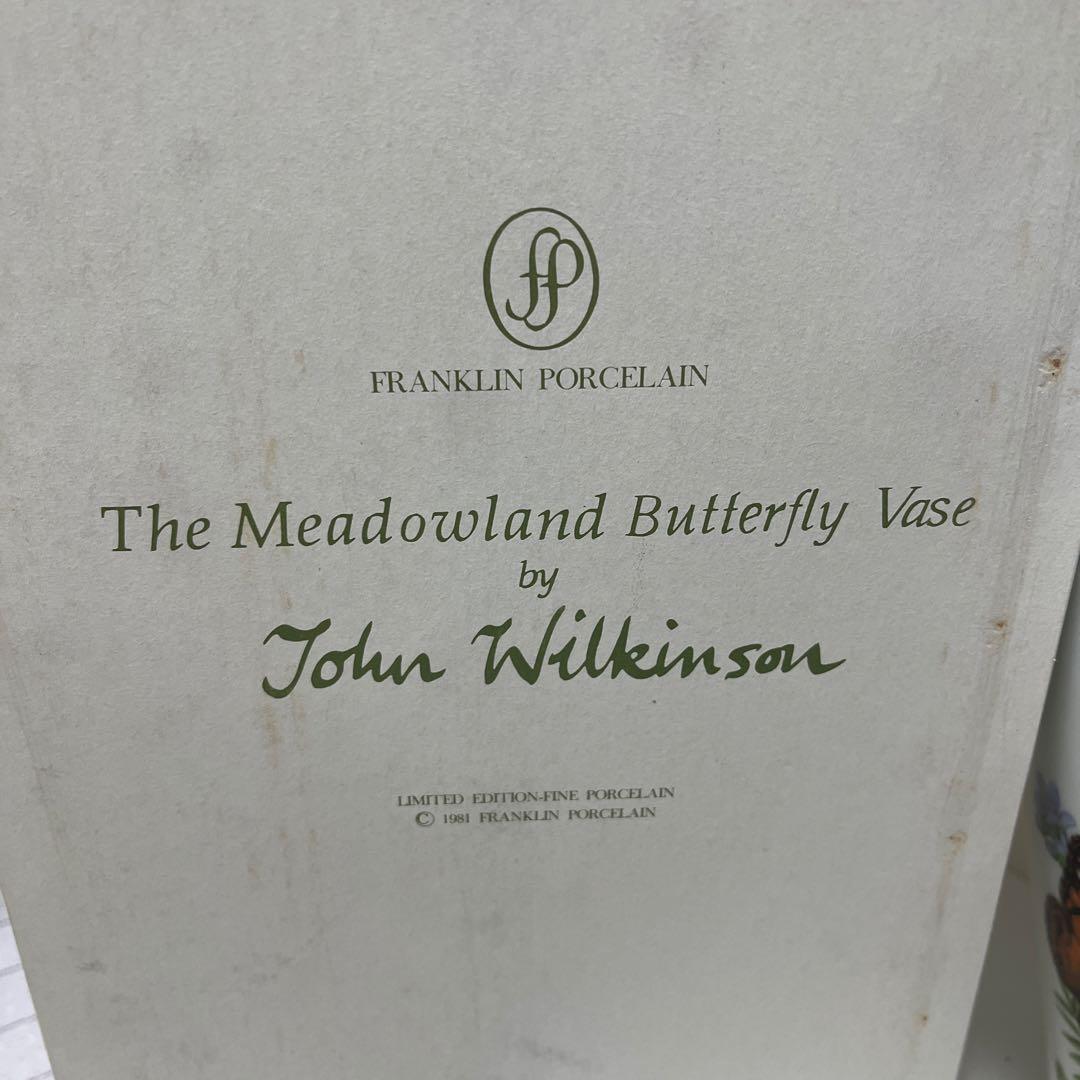 fp
FRANKLIN PORCELAIN
The Meadowland Butterfly Vase
by
John Wilkinson
LIMITED EDITION-FINE PORCELAIN
© 1981 FRANKLIN PORCELAIN